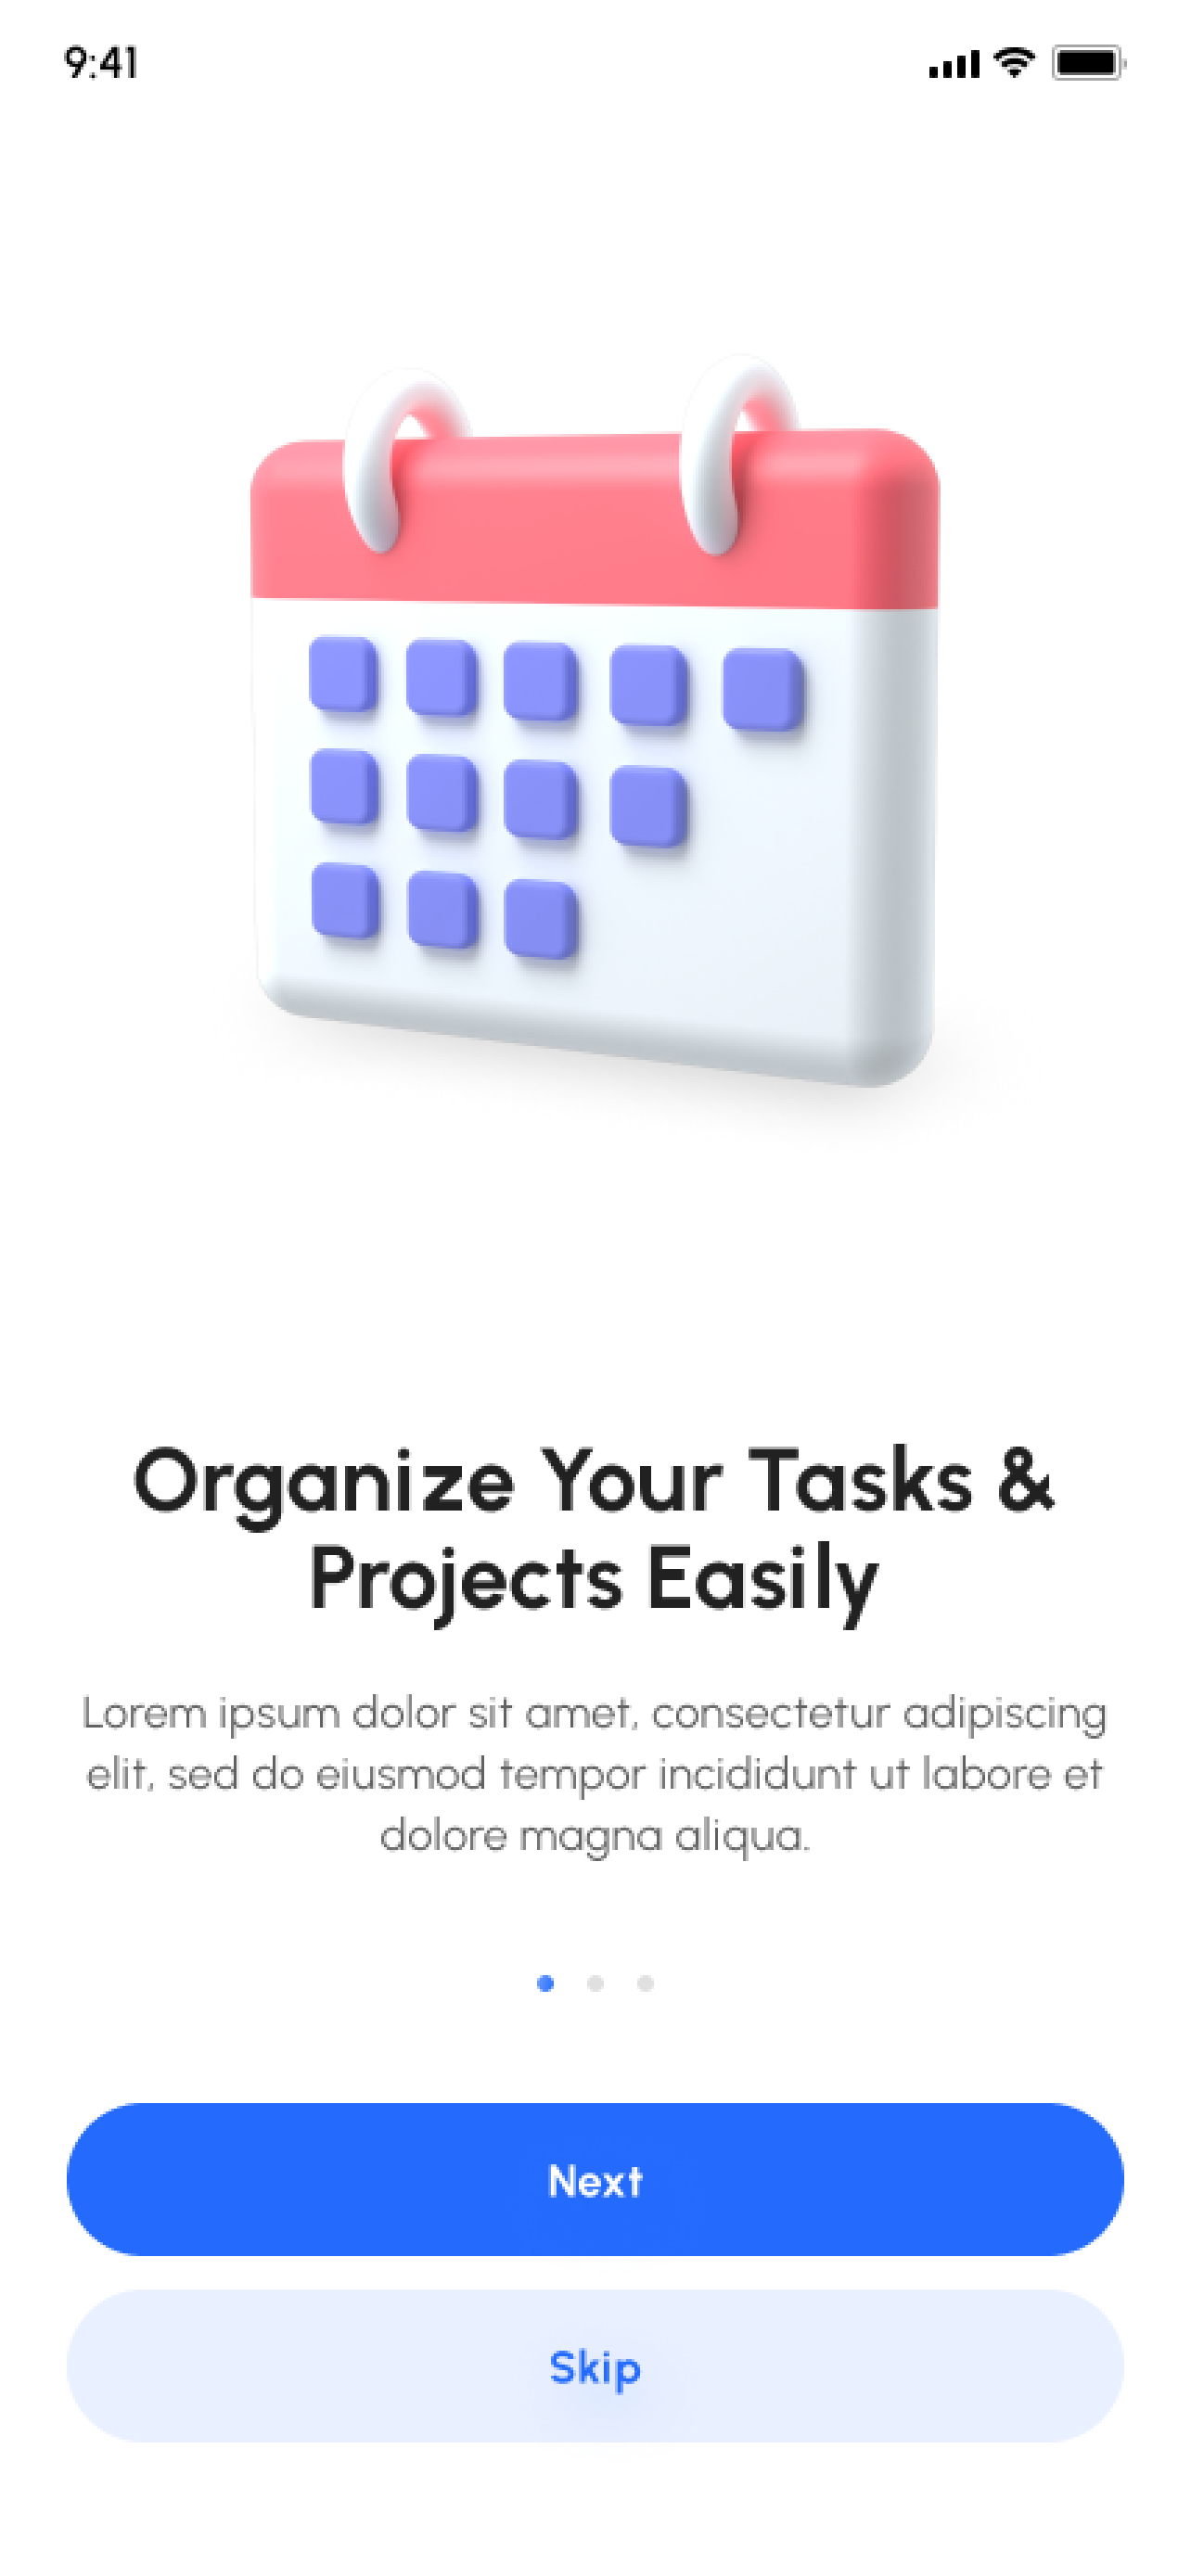 9:41
Organize Your Tasks &
Projects Easily
Lorem ipsum dolor sit amet, consectetur adipiscing
elit, sed do eiusmod tempor incididunt ut labore et
dolore magna aliqua.
Next
Skip